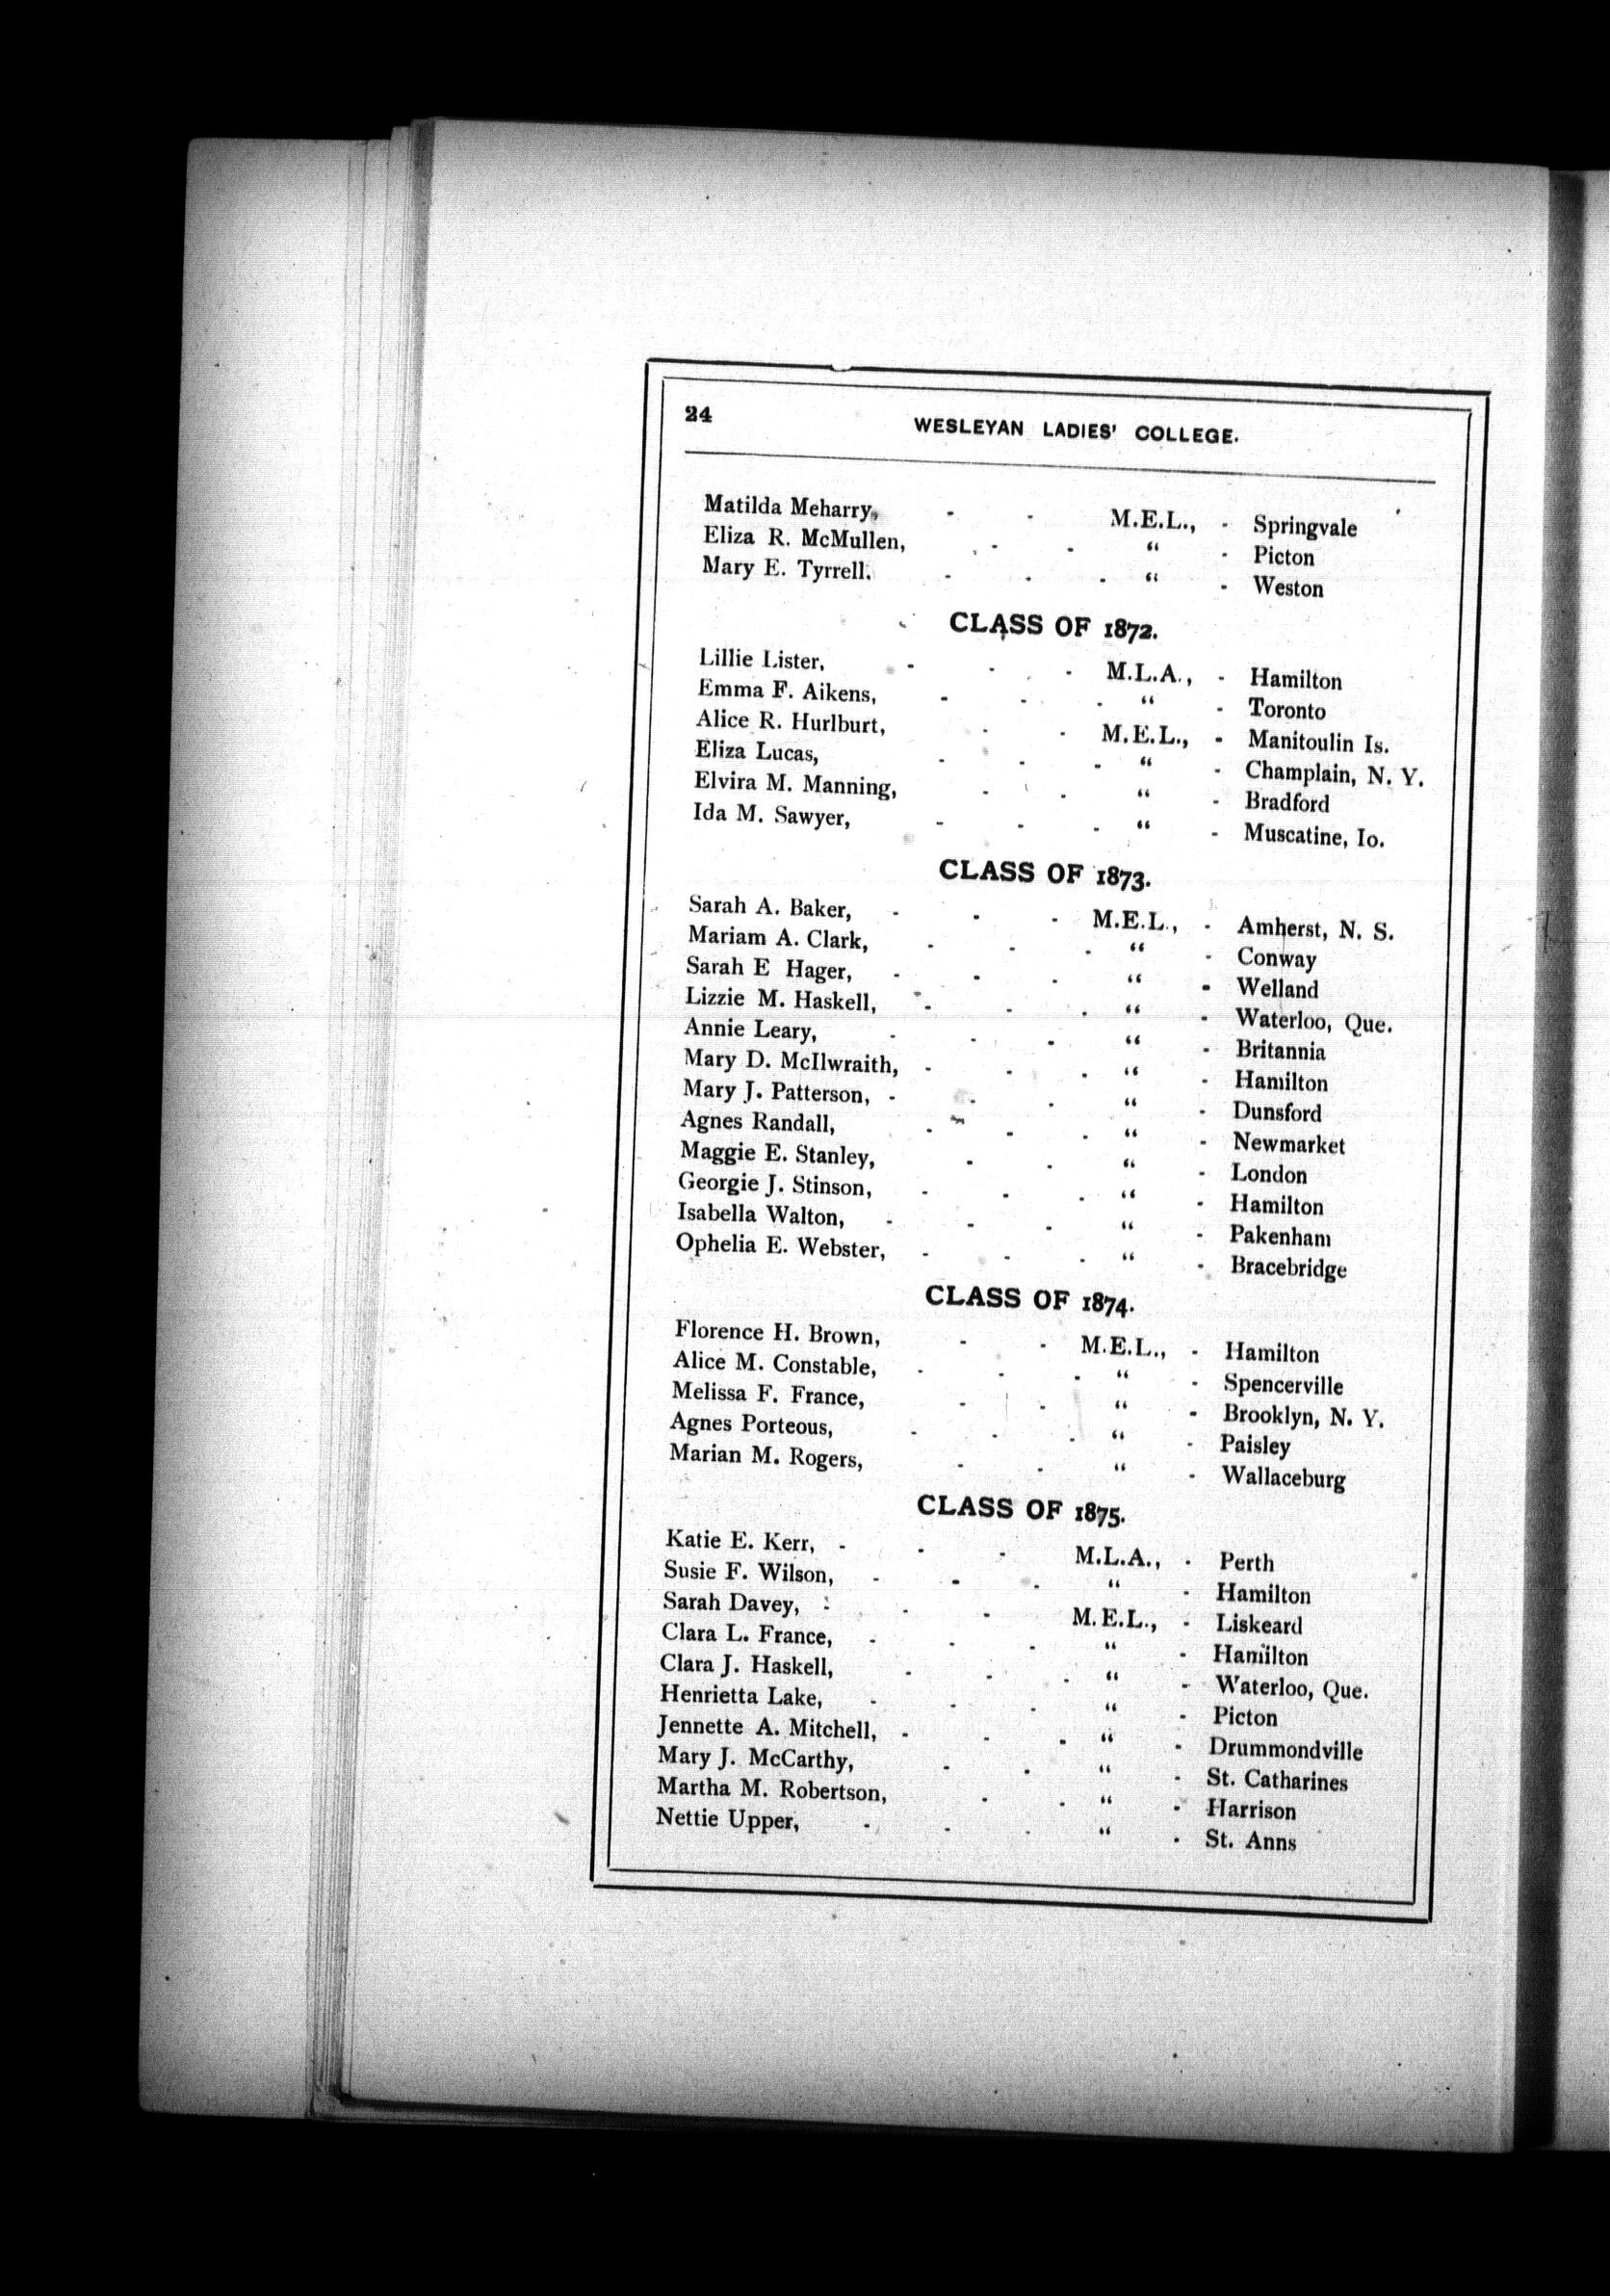 24 WESLEYAN LADIES' COLLEGE.
Matilda Meharry, - - M.E.L., - Springvale
Eliza R. McMullen, - - “ - Picton
Mary E. Tyrrell. - - - “ - Weston
CLASS OF 1872.
Lillie Lister, - - - M.L.A., - Hamilton
Emma F. Aikens, - - - “ - Toronto
Alice R. Hurlburt, - - M.E.L., - Manitoulin Is.
Eliza Lucas, - - - “ - Champlain, N. Y.
Elvira M. Manning, - - “ - Bradford
Ida M. Sawyer, - - - “ - Muscatine, Io.
CLASS OF 1873.
Sarah A. Baker, - - - M.E.L., - Amherst, N. S.
Mariam A. Clark, - - - “ - Conway
Sarah E Hager, - - - “ - Welland
Lizzie M. Haskell, - - - “ - Waterloo, Que.
Annie Leary, - - - “ - Britannia
Mary D. McIlwraith, - - - “ - Hamilton
Mary J. Patterson, - - - “ - Dunsford
Agnes Randall, - - - “ - Newmarket
Maggie E. Stanley, - - “ - London
Georgie J. Stinson, - - - “ - Hamilton
Isabella Walton, - - - “ - Pakenham
Ophelia E. Webster, - - - “ - Bracebridge
CLASS OF 1874.
Florence H. Brown, - - M.E.L., - Hamilton
Alice M. Constable, - - - “ - Spencerville
Melissa F. France, - - “ - Brooklyn, N. Y.
Agnes Porteous, - - - “ - Paisley
Marian M. Rogers, - - “ - Wallaceburg
CLASS OF 1875.
Katie E. Kerr, - - - M.L.A., - Perth
Susie F. Wilson, - - - “ - Hamilton
Sarah Davey, - - - M.E.L., - Liskeard
Clara L. France, - - - “ - Hamilton
Clara J. Haskell, - - - “ - Waterloo, Que.
Henrietta Lake, - - - “ - Picton
Jennette A. Mitchell, - - - “ - Drummondville
Mary J. McCarthy, - - “ - St. Catharines
Martha M. Robertson, - - “ - Harrison
Nettie Upper, - - - “ - St. Anns